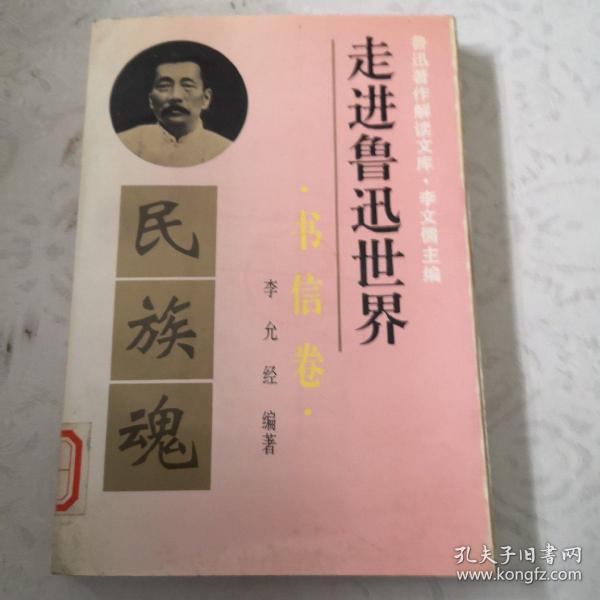 鲁迅著作解读文库·李文儒主编
走进鲁迅世界
·书信卷·
李允经 编著
民族魂
孔夫子旧书网
www.kongfz.com